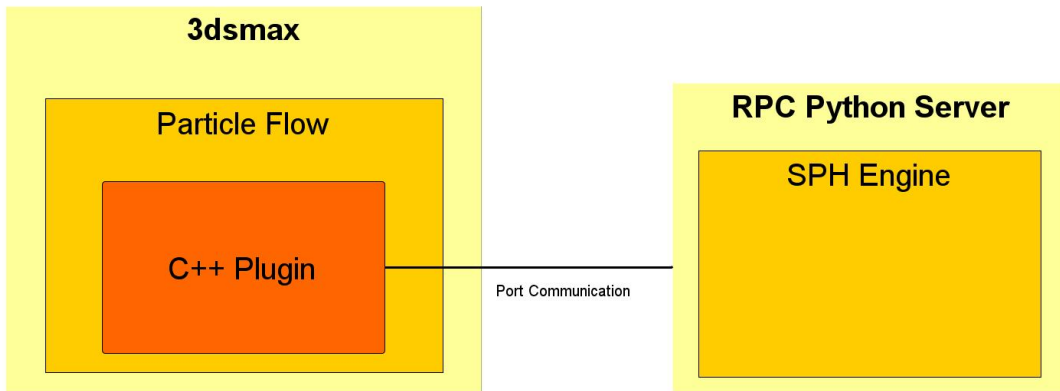 3dsmax
Particle Flow
C++ Plugin
Port Communication
RPC Python Server
SPH Engine